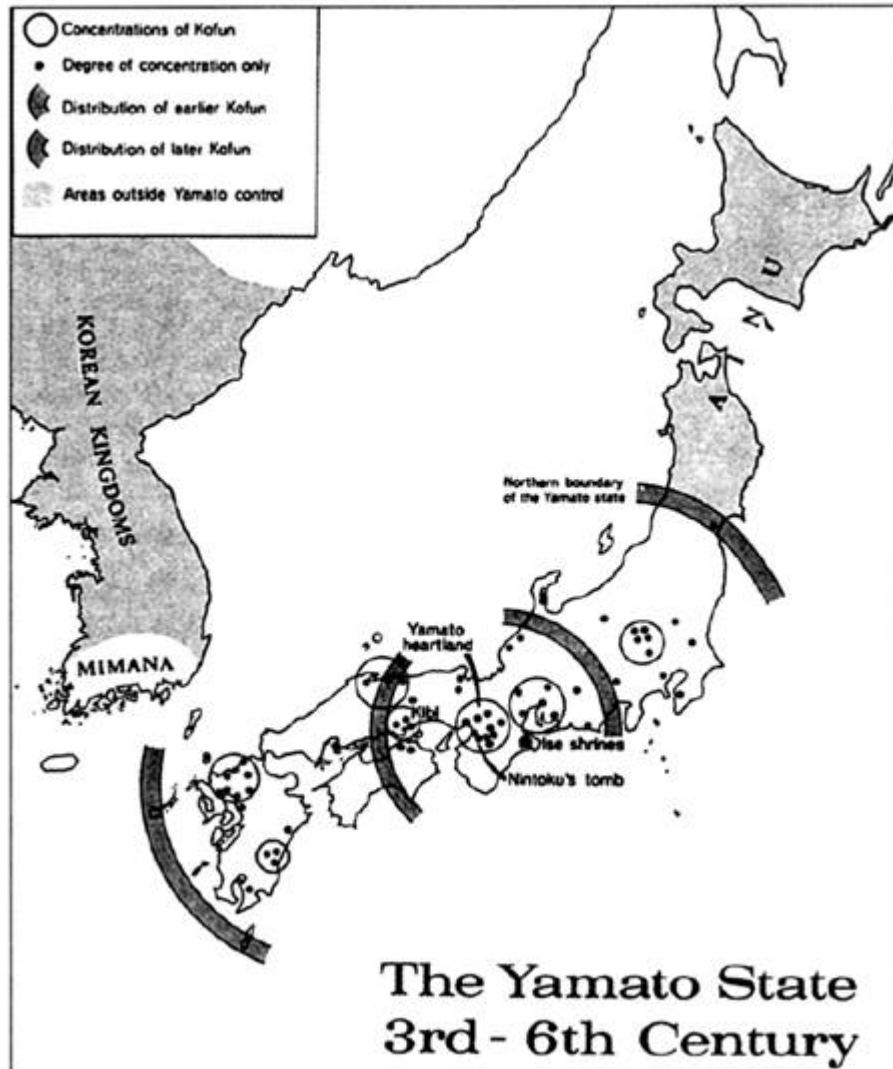 Concentrations of Kofun
Degree of concentration only
Distribution of earlier Kofun
Distribution of later Kofun
Areas outside Yamato control
KOREAN KINGDOMS
MIMANA
AINU
Northern boundary
of the Yamato state
Yamato
heartland
Kibi
Ise shrines
Nintoku's tomb
The Yamato State
3rd - 6th Century